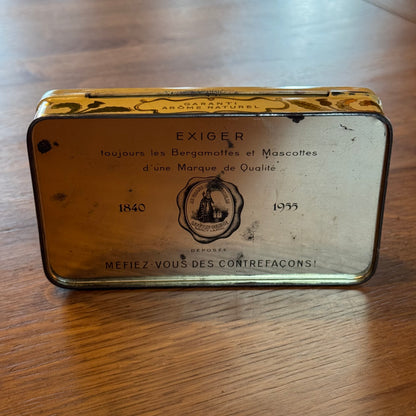 GARANTI
ARÔME NATUREL
EXIGER
toujours les Bergamottes et Mascottes
d'une Marque de Qualité
1840
1955
DÉPOSÉE
MÉFIEZ-VOUS DES CONTREFAÇONS!